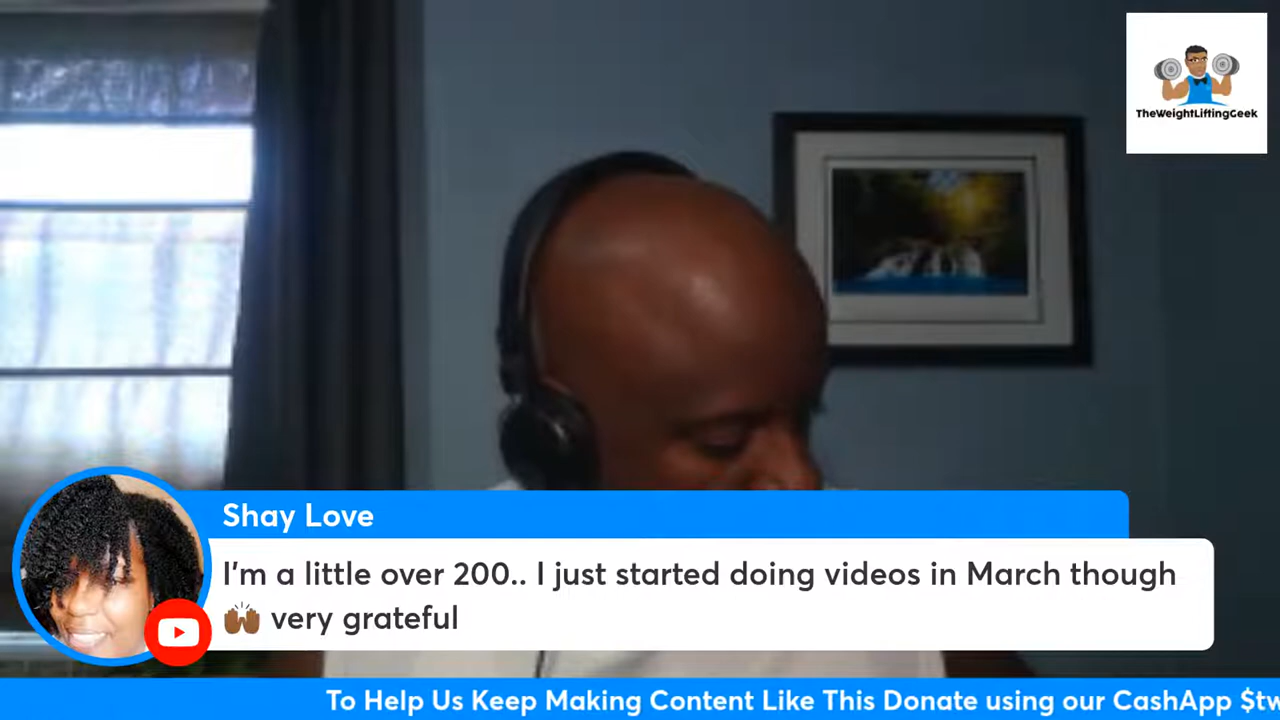 TheWeightLiftingGeek
Shay Love
I'm a little over 200.. I just started doing videos in March though
🙌🏾 very grateful
To Help Us Keep Making Content Like This Donate using our CashApp $tw